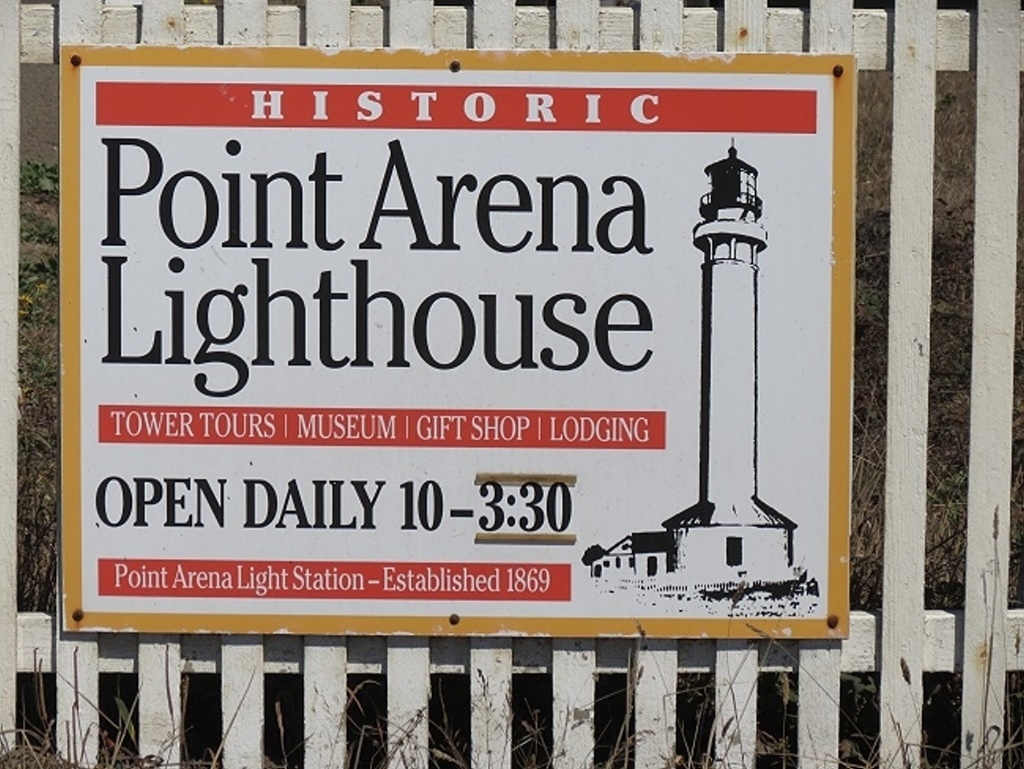 HISTORIC
Point Arena
Lighthouse
TOWER TOURS | MUSEUM | GIFT SHOP | LODGING
OPEN DAILY 10–3:30
Point Arena Light Station – Established 1869